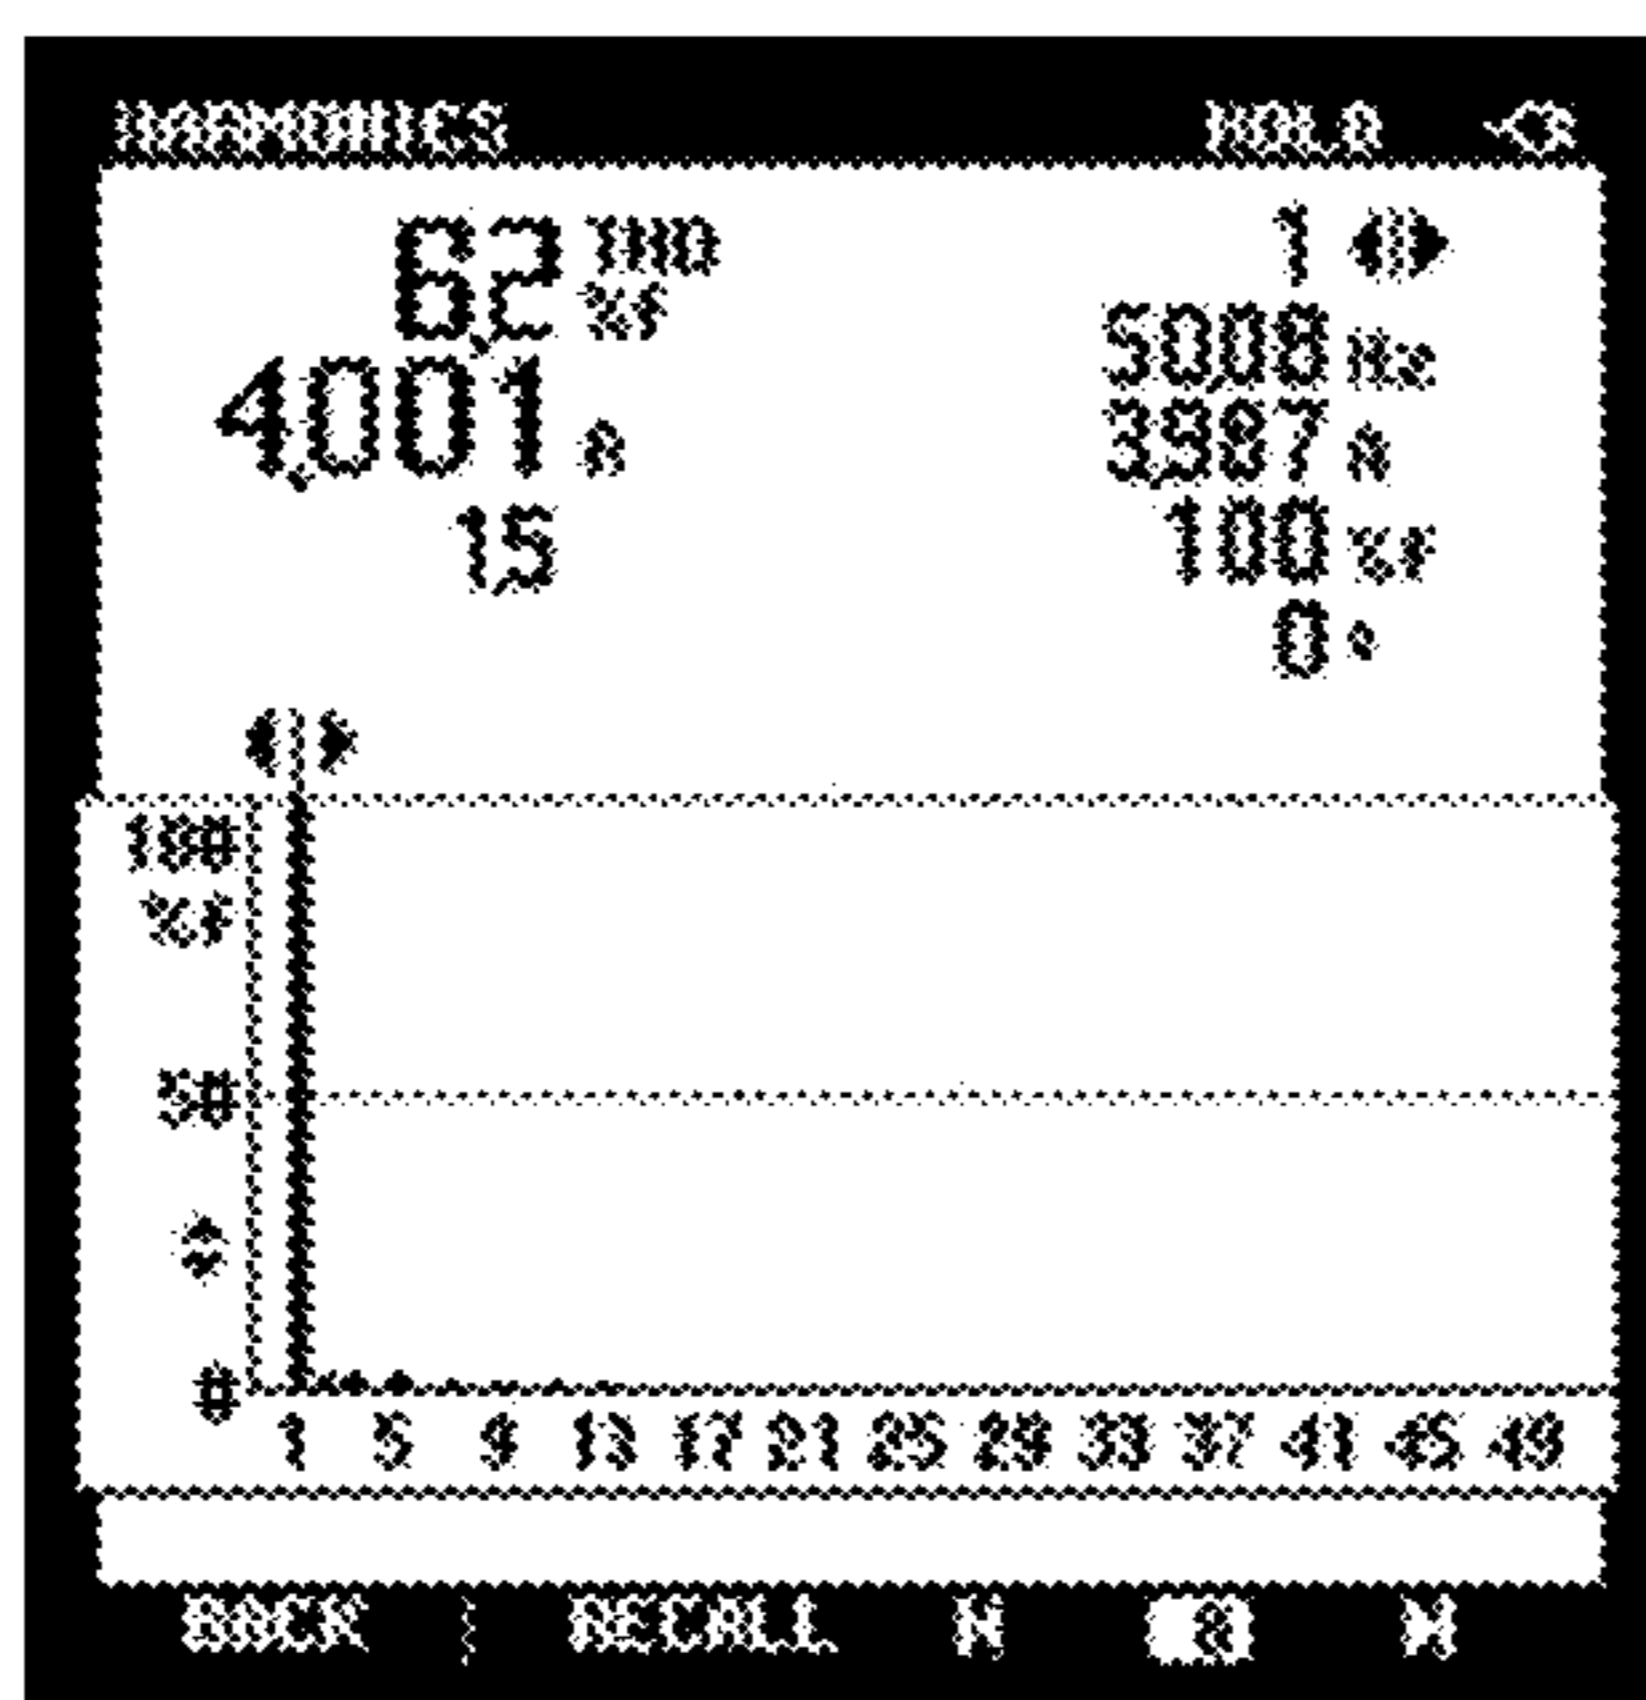 HARMONICS HOLD
6,2 THD
%f
4,001 A
1,5
1
50,08 Hz
3,987 A
100 %f
0 °
100
%f
50
0
1 5 9 13 17 21 25 29 33 37 41 45 49
BACK RECALL W A